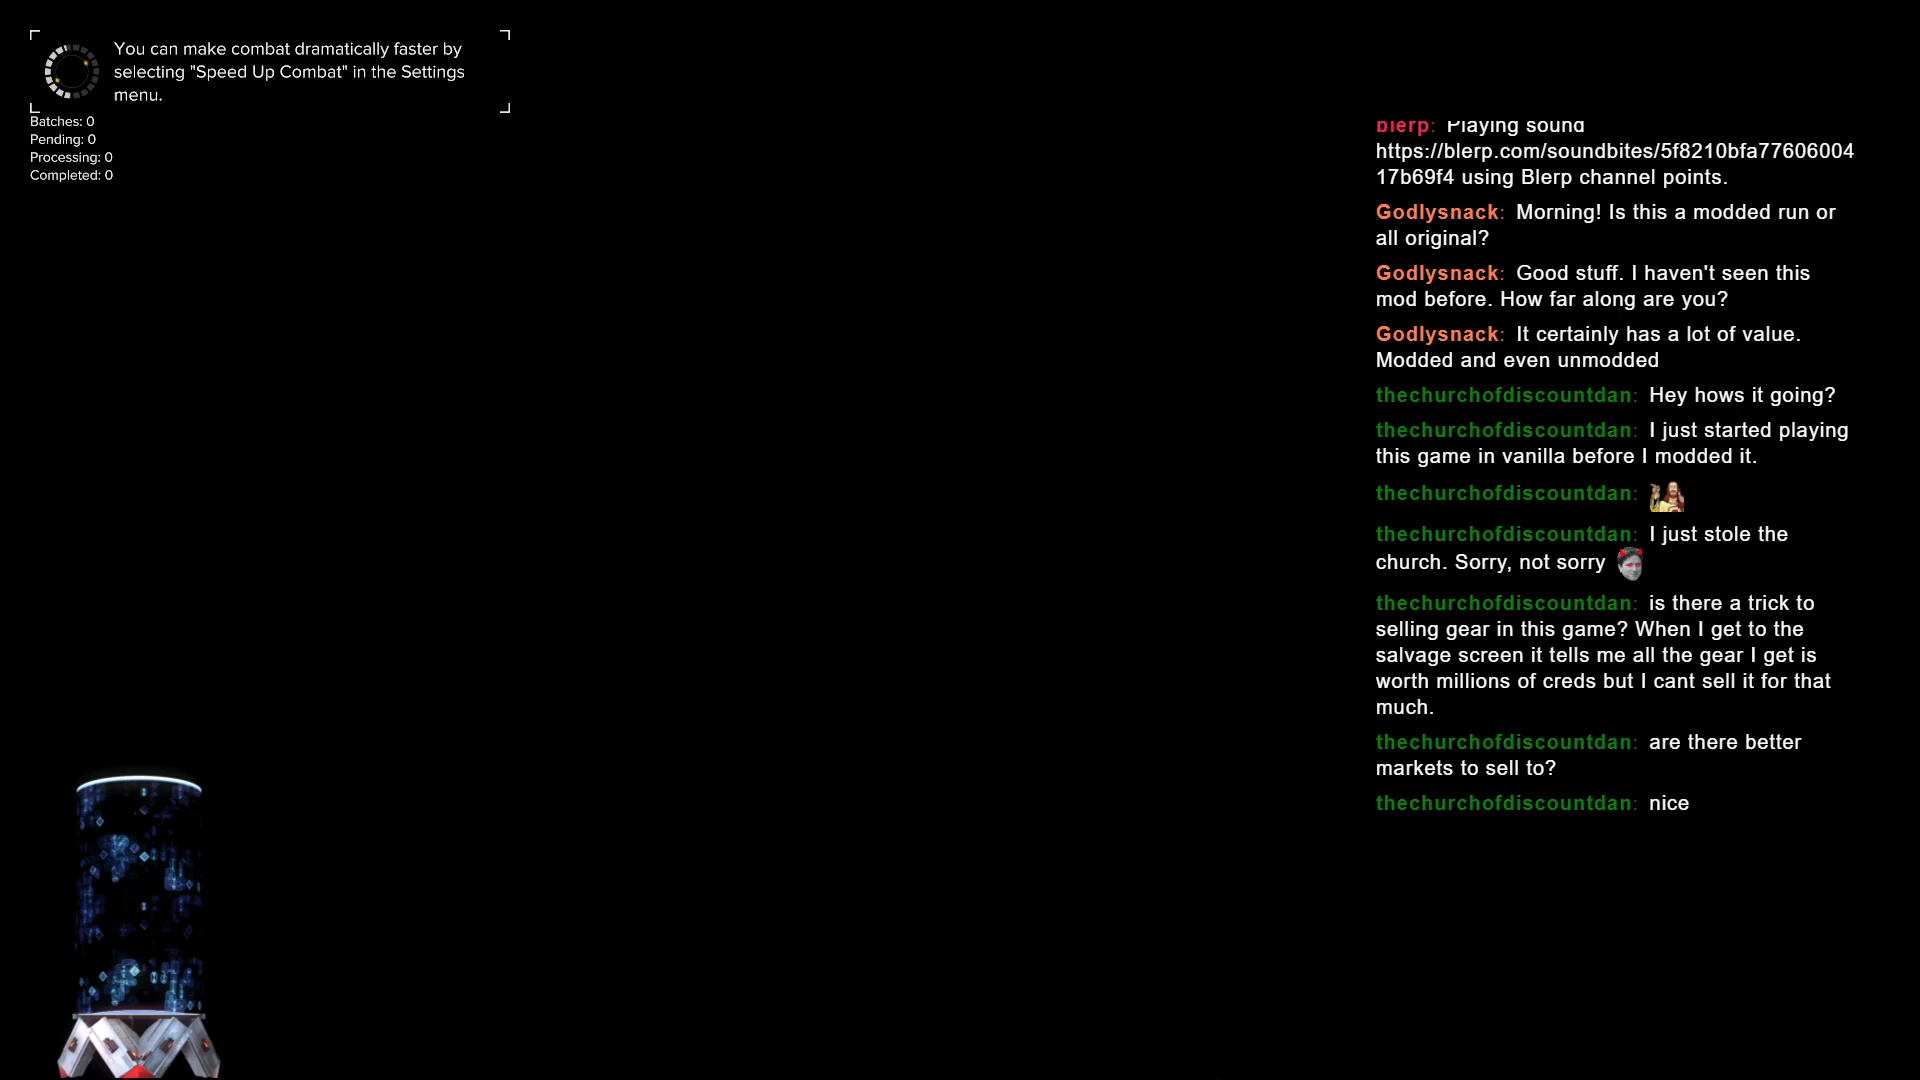 You can make combat dramatically faster by
selecting "Speed Up Combat" in the Settings
menu.
Batches: 0
Pending: 0
Processing: 0
Completed: 0
blerp: Playing sound
https://blerp.com/soundbites/5f8210bfa77606004
17b69f4 using Blerp channel points.
Godlysnack: Morning! Is this a modded run or
all original?
Godlysnack: Good stuff. I haven't seen this
mod before. How far along are you?
Godlysnack: It certainly has a lot of value.
Modded and even unmodded
thechurchofdiscountdan: Hey hows it going?
thechurchofdiscountdan: I just started playing
this game in vanilla before I modded it.
thechurchofdiscountdan:
thechurchofdiscountdan: I just stole the
church. Sorry, not sorry
thechurchofdiscountdan: is there a trick to
selling gear in this game? When I get to the
salvage screen it tells me all the gear I get is
worth millions of creds but I cant sell it for that
much.
thechurchofdiscountdan: are there better
markets to sell to?
thechurchofdiscountdan: nice